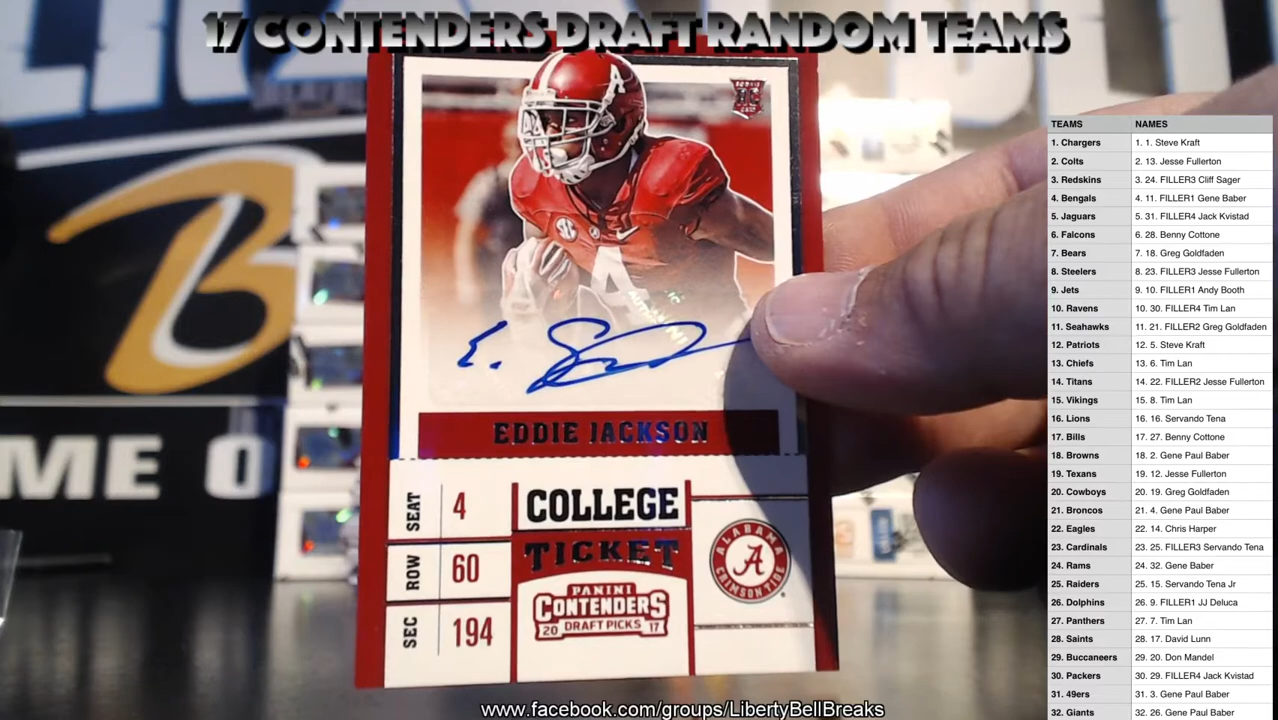 17 CONTENDERS DRAFT RANDOM TEAMS
ME O
A
4
EDDIE JACKSON
SEAT 4
ROW 60
SEC 194
COLLEGE
TICKET
PANINI
CONTENDERS
20 DRAFT PICKS 17
ALABAMA
A
CRIMSON TIDE
TEAMS NAMES
1. Chargers 1. 1. Steve Kraft
2. Colts 2. 13. Jesse Fullerton
3. Redskins 3. 24. FILLER3 Cliff Sager
4. Bengals 4. 11. FILLER1 Gene Baber
5. Jaguars 5. 31. FILLER4 Jack Kvistad
6. Falcons 6. 28. Benny Cottone
7. Bears 7. 18. Greg Goldfaden
8. Steelers 8. 23. FILLER3 Jesse Fullerton
9. Jets 9. 10. FILLER1 Andy Booth
10. Ravens 10. 30. FILLER4 Tim Lan
11. Seahawks 11. 21. FILLER2 Greg Goldfaden
12. Patriots 12. 5. Steve Kraft
13. Chiefs 13. 6. Tim Lan
14. Titans 14. 22. FILLER2 Jesse Fullerton
15. Vikings 15. 8. Tim Lan
16. Lions 16. 16. Servando Tena
17. Bills 17. 27. Benny Cottone
18. Browns 18. 2. Gene Paul Baber
19. Texans 19. 12. Jesse Fullerton
20. Cowboys 20. 19. Greg Goldfaden
21. Broncos 21. 4. Gene Paul Baber
22. Eagles 22. 14. Chris Harper
23. Cardinals 23. 25. FILLER3 Servando Tena
24. Rams 24. 32. Gene Baber
25. Raiders 25. 15. Servando Tena Jr
26. Dolphins 26. 9. FILLER1 JJ Deluca
27. Panthers 27. 7. Tim Lan
28. Saints 28. 17. David Lunn
29. Buccaneers 29. 20. Don Mandel
30. Packers 30. 29. FILLER4 Jack Kvistad
31. 49ers 31. 3. Gene Paul Baber
32. Giants 32. 26. Gene Paul Baber
www.facebook.com/groups/LibertyBellBreaks